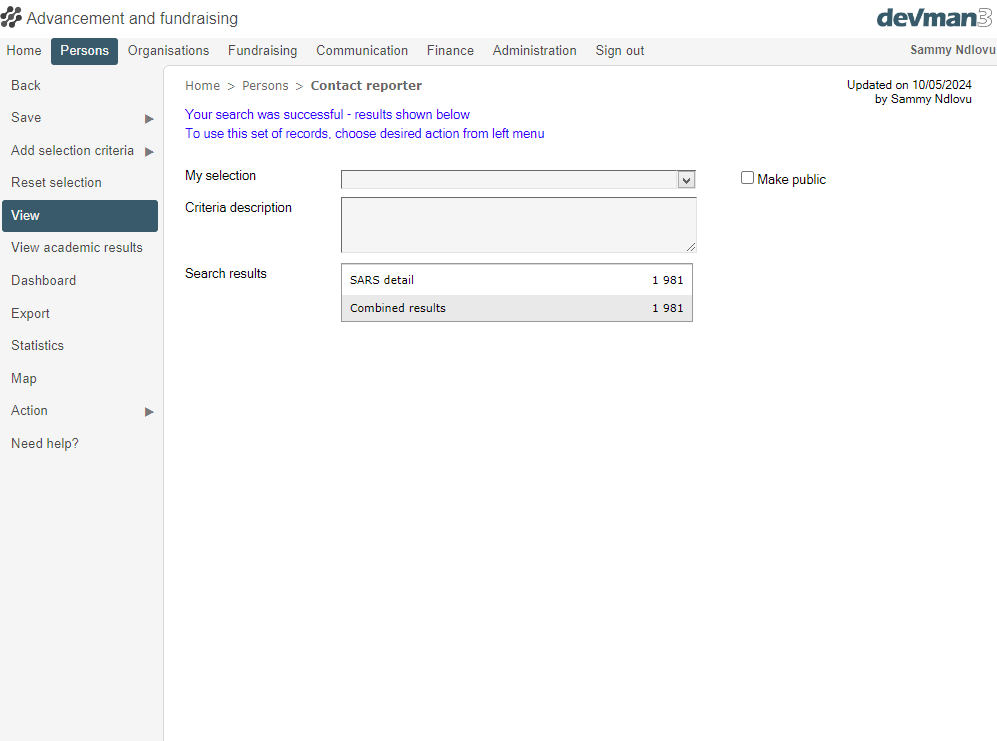 Advancement and fundraising
devman3
Home Persons Organisations Fundraising Communication Finance Administration Sign out Sammy Ndlovu
Back
Save
Add selection criteria
Reset selection
View
View academic results
Dashboard
Export
Statistics
Map
Action
Need help?
Home > Persons > Contact reporter
Updated on 10/05/2024
by Sammy Ndlovu
Your search was successful - results shown below
To use this set of records, choose desired action from left menu
My selection
Make public
Criteria description
Search results
SARS detail 1 981
Combined results 1 981